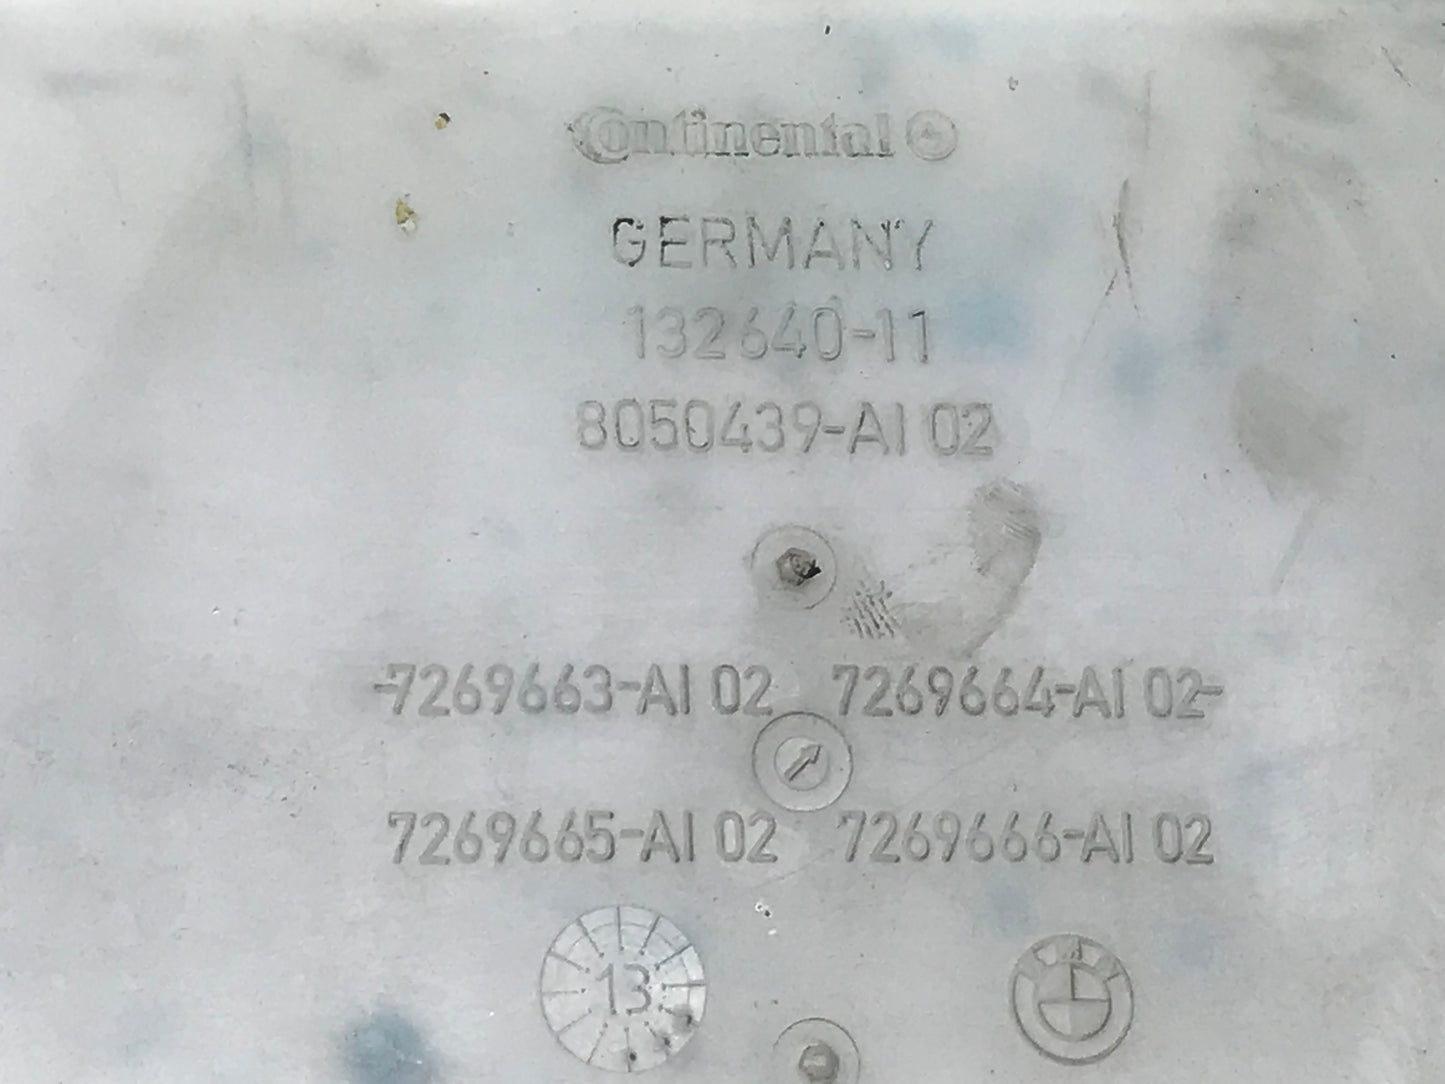 Continental
GERMANY
132640-11
8050439-AI 02
-7269663-AI 02 7269664-AI 02-
7269665-AI 02 7269666-AI 02
13
BMW